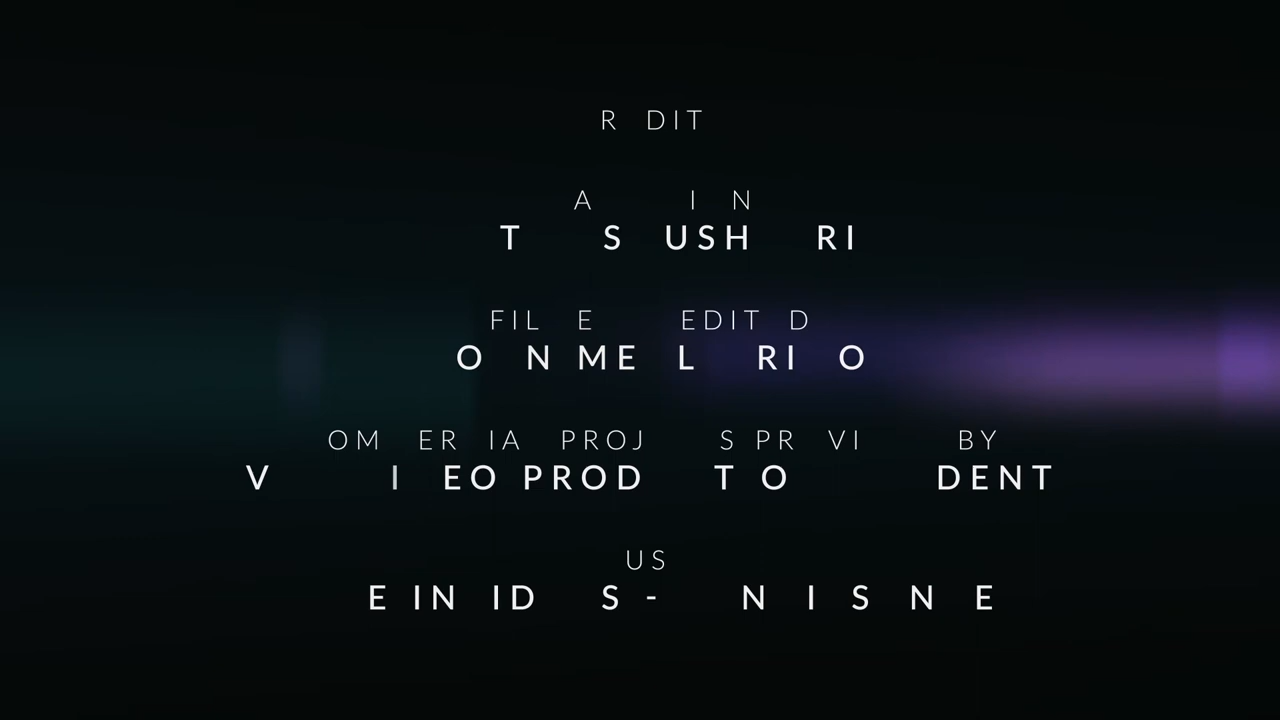 R DIT
A I N
T S USH RI
FIL E EDIT D
O N ME L RI O
OM ER IA PROJ S PR VI BY
V I EO PROD T O DENT
US
E IN ID S - N I S N E